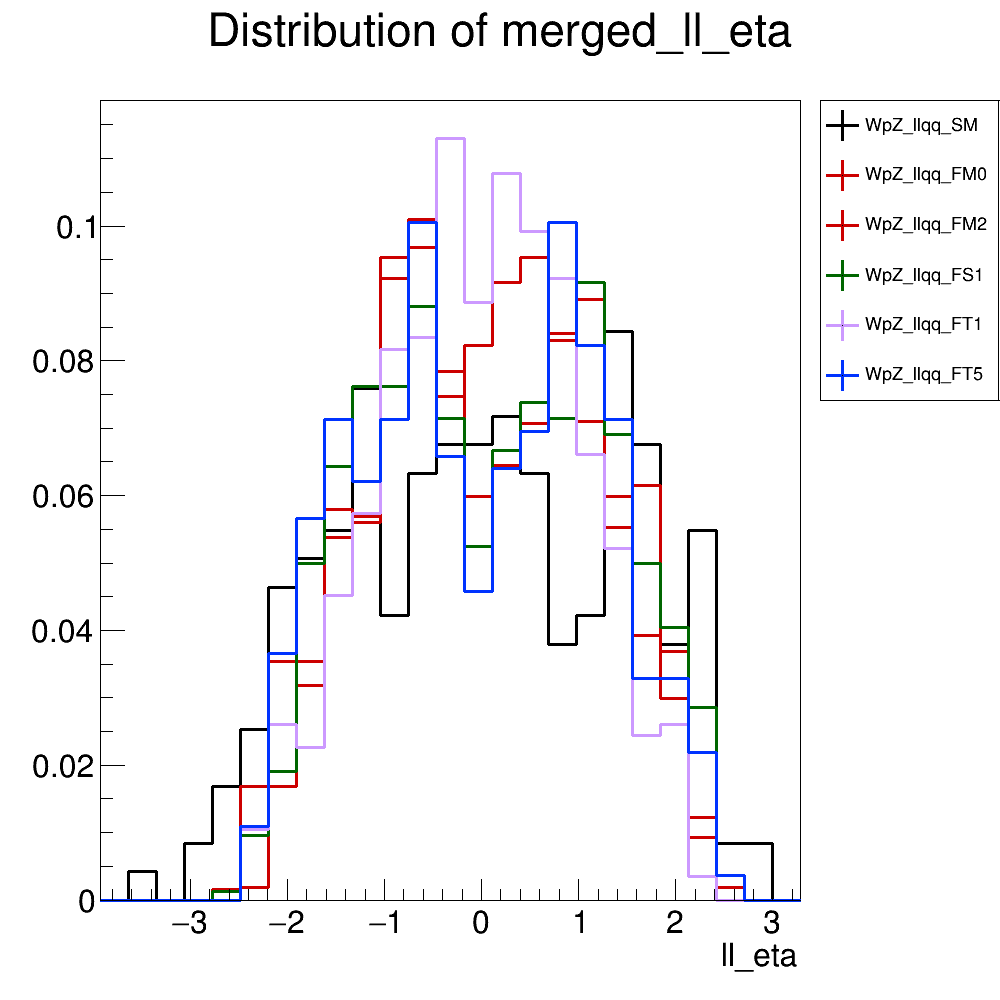 Distribution of merged_ll_eta
WpZ_llqq_SM
WpZ_llqq_FM0
WpZ_llqq_FM2
WpZ_llqq_FS1
WpZ_llqq_FT1
WpZ_llqq_FT5
0.1
0.08
0.06
0.04
0.02
0
−3 −2 −1 0 1 2 3
ll_eta